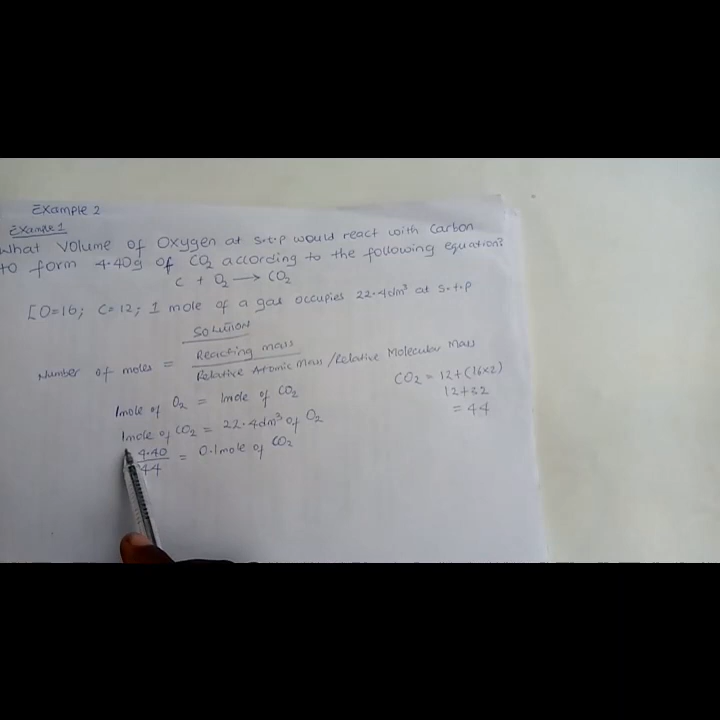 Example 2
Example 1
What Volume of Oxygen at s.t.p would react with Carbon
to form 4.40g of CO₂ according to the following equation?
C + O₂ → CO₂
[O=16; C=12; 1 mole of a gas occupies 22.4dm³ at s.t.p
SOLUTION
Number of moles = Reacting mass / Relative Atomic Mass / Relative Molecular Mass
CO₂ = 12+(16×2)
12+32
= 44
1mole of O₂ = 1mole of CO₂
1mole of CO₂ = 22.4dm³ of O₂
4.40/44 = 0.1mole of CO₂